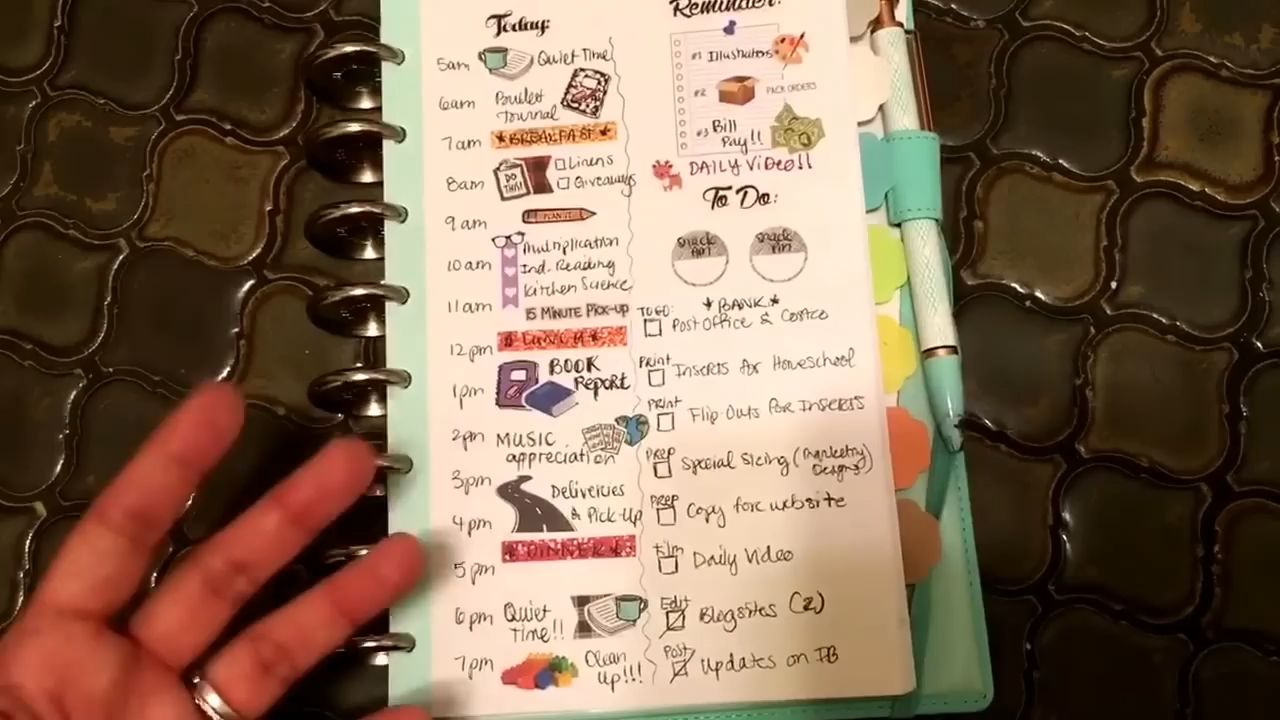 Today:
5am Quiet Time
6am Bullet
Journal
7am *BREAKFAST*
8am DO THIS! Linens
Giveaways
9am PLAN IT
Multiplication
10am Ind. Reading
Kitchen Science
11am 15 MINUTE PICK-UP
* LUNCH *
12pm
BOOK
1pm Report
2pm MUSIC
appreciation
3pm Deliveries
4pm & Pick-Up
* DINNER *
5pm
6pm Quiet
Time!!
7pm Clean
up!!!
Reminder:
#1 Illustrators
#2 PACK ORDERS
#3 Bill
Pay!!
DAILY VIDEO!!
To Do:
Snack
Snack
TO GO: *BANK*
Post Office & Costco
Print Inserts for Homeschool
PRINT Flip Outs for Inserts
PREP Special Sizing (Marketing
Designs)
PREP Copy for website
Film Daily Video
Edit Blogsites (2)
Post Updates on FB